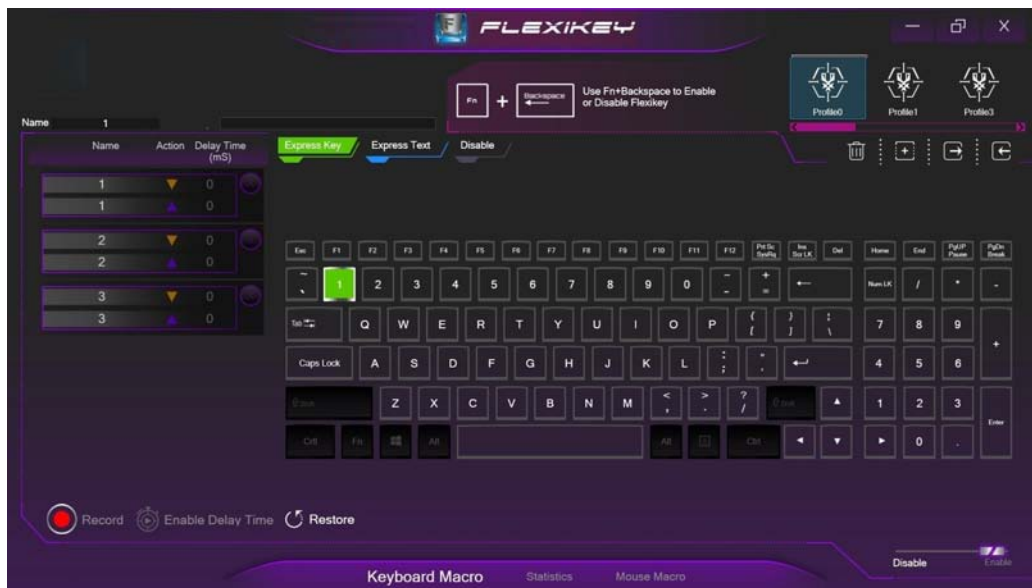 FLEXIKEY
Fn + Backspace
Use Fn+Backspace to Enable
or Disable Flexikey
Profile0 Profile1 Profile3
Name 1
Name Action Delay Time
(mS)
Express Key Express Text Disable
1 0
1 0
2 0
2 0
3 0
3 0
Esc F1 F2 F3 F4 F5 F6 F7 F8 F9 F10 F11 F12 Prt Sc Ins Del Home End PgUP PgDn
SysRq Scr LK Pause Break
~ ` 1 2 3 4 5 6 7 8 9 0 - - + = Num LK / * -
Tab Q W E R T Y U I O P { [ } ] | \ 7 8 9 +
Caps Lock A S D F G H J K L : ; " ' 4 5 6
Shift Z X C V B N M < , > . ? / Shift 1 2 3 Enter
Crtl Fn Alt Alt Ctrl 0 .
Record Enable Delay Time Restore
Disable Enable
Keyboard Macro Statistics Mouse Macro